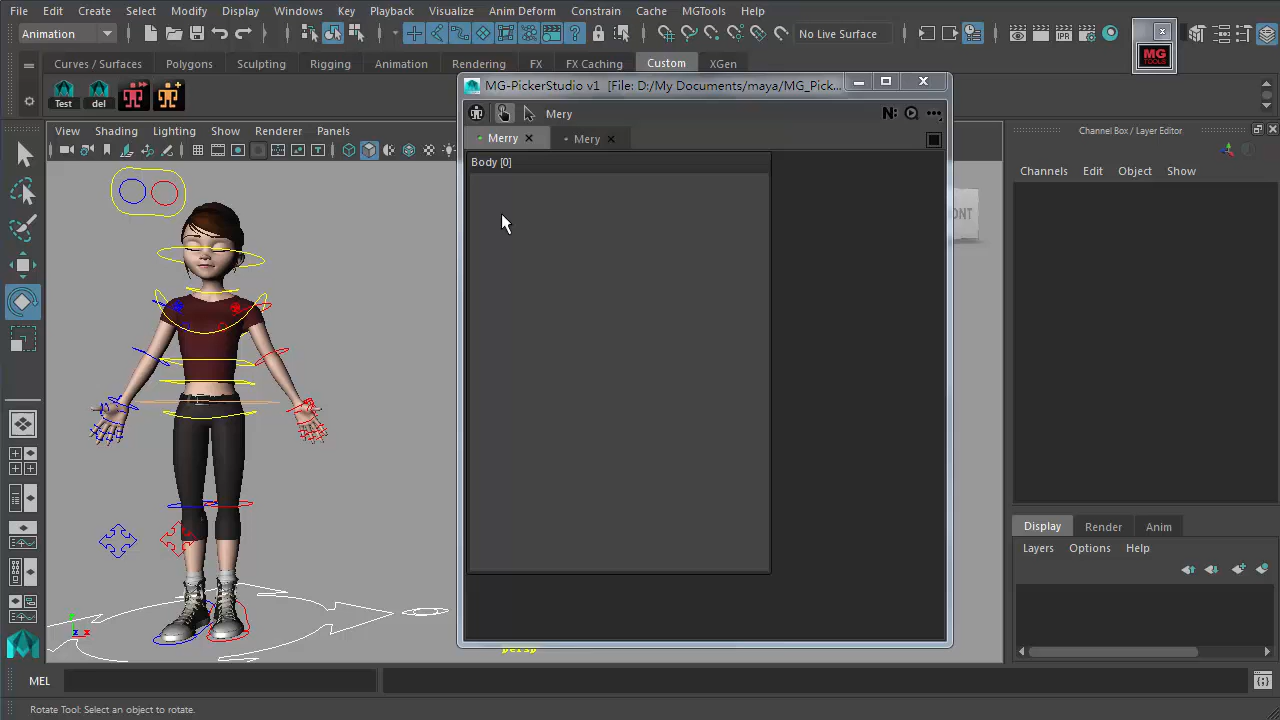 File Edit Create Select Modify Display Windows Key Playback Visualize Anim Deform Constrain Cache MGTools Help
Animation
No Live Surface
MG
TOOLS
Curves / Surfaces Polygons Sculpting Rigging Animation Rendering FX FX Caching Custom XGen
Test del
MG-PickerStudio v1 [File: D:/My Documents/maya/MG_Pick...
Mery
N:
Merry Mery
Body [0]
View Shading Lighting Show Renderer Panels
ONT
persp
Channel Box / Layer Editor
Channels Edit Object Show
Display Render Anim
Layers Options Help
MEL
Rotate Tool: Select an object to rotate.